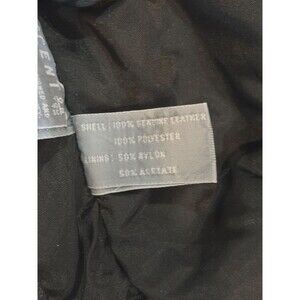 SHELL: 100% GENUINE LEATHER
100% POLYESTER
LINING: 50% NYLON
50% ACETATE